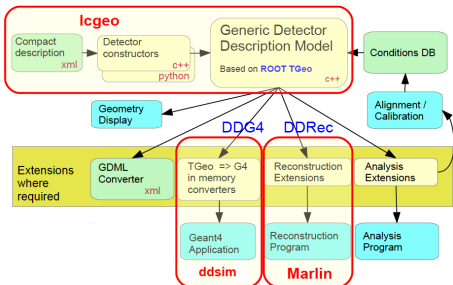 lcgeo
Compact
description
xml
Detector
constructors
c++
python
Generic Detector
Description Model
Based on ROOT TGeo
c++
Conditions DB
Geometry
Display
DDG4
DDRec
Alignment /
Calibration
Extensions
where
required
GDML
Converter
xml
TGeo => G4
in memory
converters
Reconstruction
Extensions
Analysis
Extensions
Geant4
Application
Reconstruction
Program
Analysis
Program
ddsim
Marlin